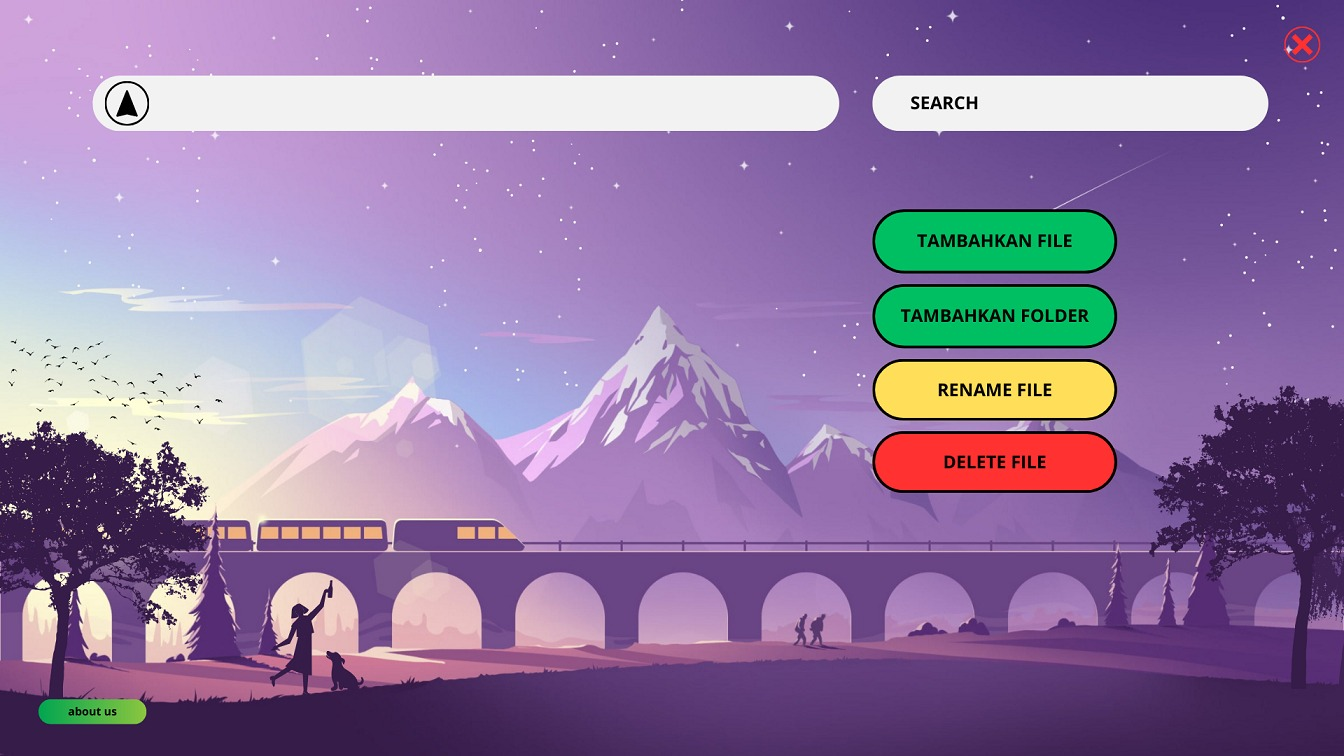 SEARCH
TAMBAHKAN FILE
TAMBAHKAN FOLDER
RENAME FILE
DELETE FILE
about us